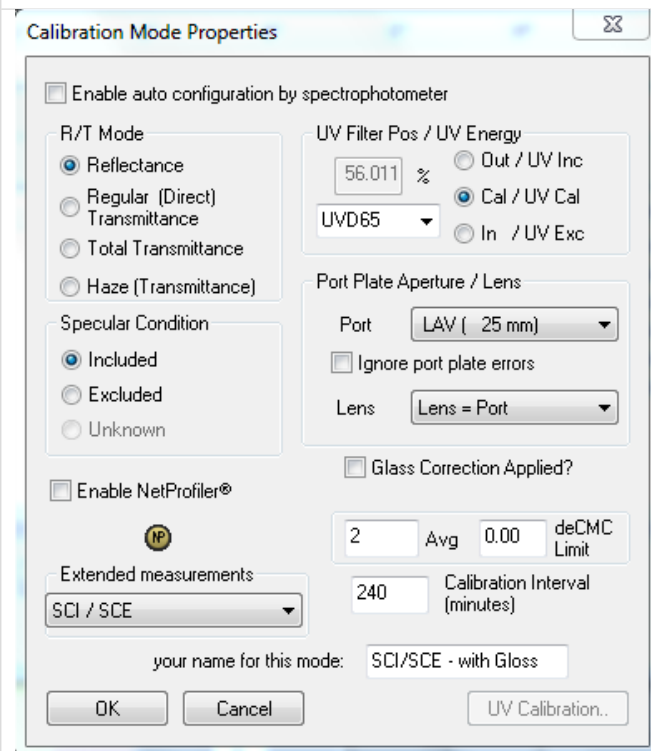 Calibration Mode Properties
Enable auto configuration by spectrophotometer
R/T Mode
Reflectance
Regular (Direct)
Transmittance
Total Transmittance
Haze (Transmittance)
UV Filter Pos / UV Energy
56.011 %
UVD65
Out / UV Inc
Cal / UV Cal
In / UV Exc
Specular Condition
Included
Excluded
Unknown
Port Plate Aperture / Lens
Port LAV ( 25 mm)
Ignore port plate errors
Lens Lens = Port
Glass Correction Applied?
Enable NetProfiler®
NP
2 Avg 0.00 deCMC
Limit
Extended measurements
SCI / SCE
240 Calibration Interval
(minutes)
your name for this mode: SCI/SCE - with Gloss
OK Cancel UV Calibration..